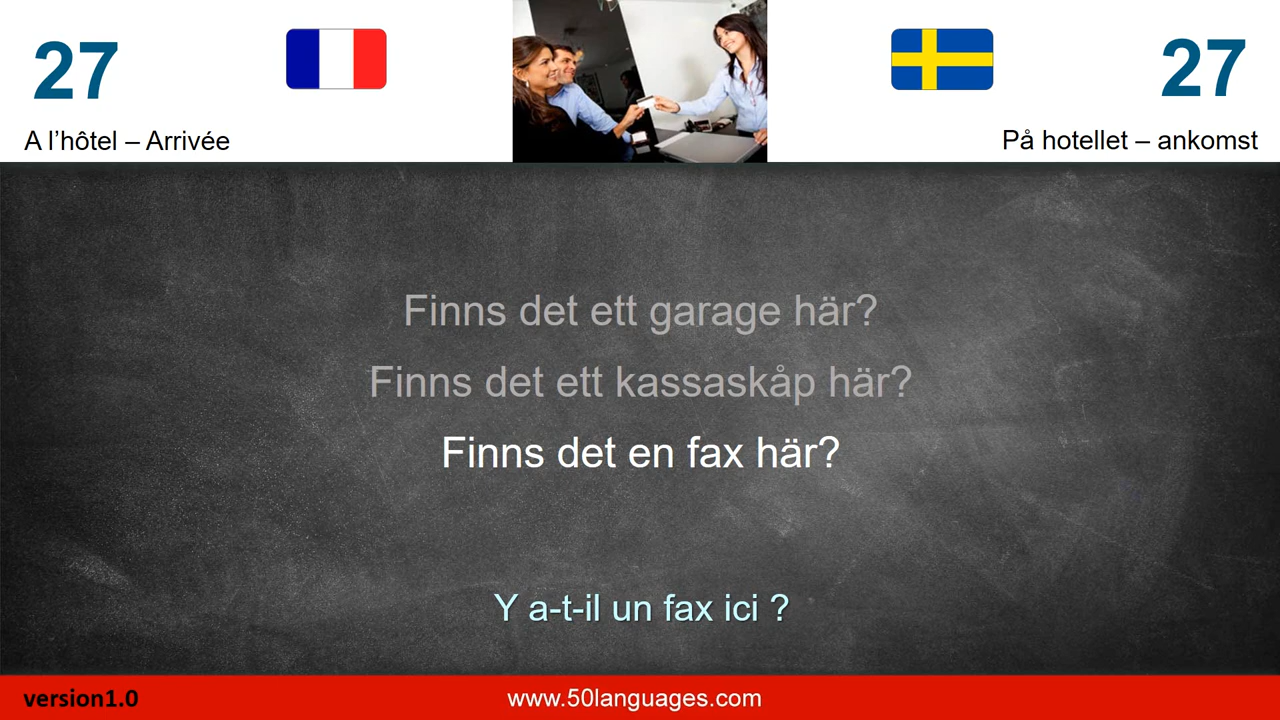 27
27
A l’hôtel – Arrivée
På hotellet – ankomst
Finns det ett garage här?
Finns det ett kassaskåp här?
Finns det en fax här?
Y a-t-il un fax ici ?
version1.0
www.50languages.com